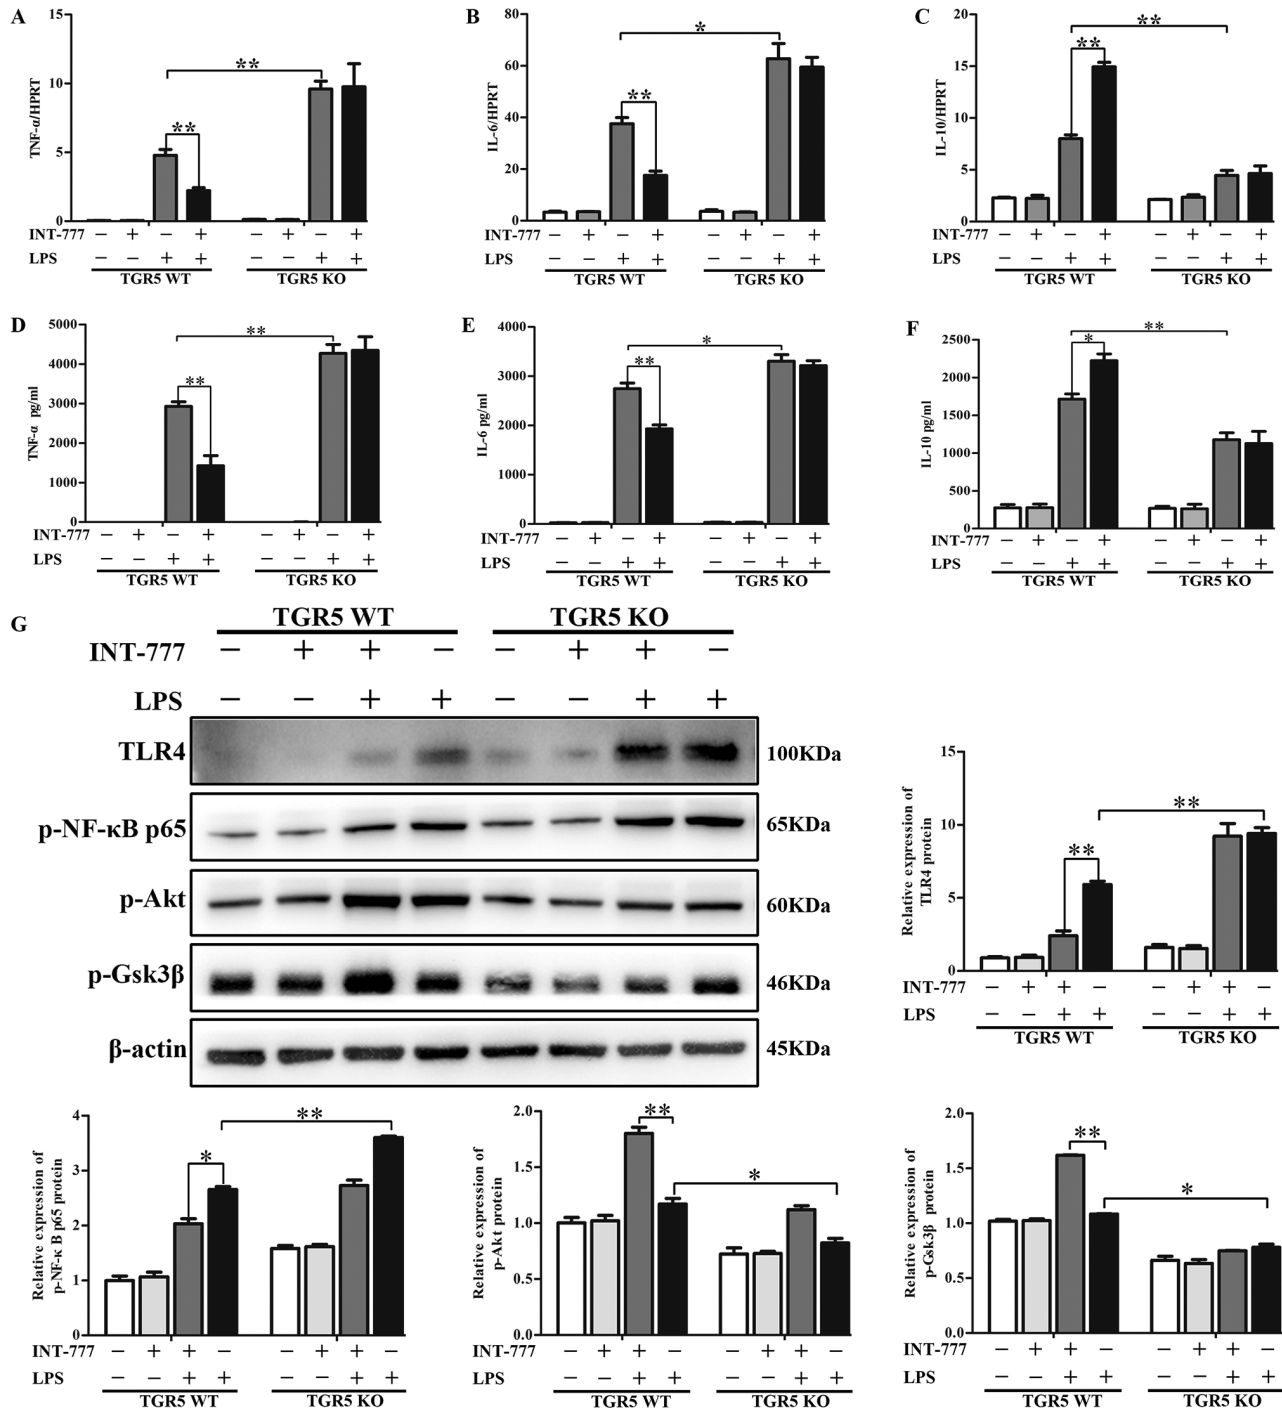 A
TNF-α/HPRT
15
10
5
0
** **
INT-777 − + − + − + − +
LPS − − + + − − + +
TGR5 WT TGR5 KO
B
IL-6/HPRT
80
60
40
20
0
* **
INT-777 − + − + − + − +
LPS − − + + − − + +
TGR5 WT TGR5 KO
C
IL-10/HPRT
20
15
10
5
0
** **
INT-777 − + − + − + − +
LPS − − + + − − + +
TGR5 WT TGR5 KO
D
TNF-α pg/ml
5000
4000
3000
2000
1000
0
** **
INT-777 − + − + − + − +
LPS − − + + − − + +
TGR5 WT TGR5 KO
E
IL-6 pg/ml
4000
3000
2000
1000
0
* **
INT-777 − + − + − + − +
LPS − − + + − − + +
TGR5 WT TGR5 KO
F
IL-10 pg/ml
2500
2000
1500
1000
500
0
** *
INT-777 − + − + − + − +
LPS − − + + − − + +
TGR5 WT TGR5 KO
G
TGR5 WT TGR5 KO
INT-777 − + + − − + + −
LPS − − + + − − + +
TLR4 100KDa
p-NF-κB p65 65KDa
p-Akt 60KDa
p-Gsk3β 46KDa
β-actin 45KDa
Relative expression of
TLR4 protein
15
10
5
0
** **
INT-777 − + + − − + + −
LPS − − + + − − + +
TGR5 WT TGR5 KO
Relative expression of
p-NF-κ B p65 protein
4
3
2
1
0
** *
INT-777 − + + − − + + −
LPS − − + + − − + +
TGR5 WT TGR5 KO
Relative expression of
p-Akt protein
2.0
1.5
1.0
0.5
0.0
** *
INT-777 − + + − − + + −
LPS − − + + − − + +
TGR5 WT TGR5 KO
Relative expression of
p-Gsk3β protein
2.0
1.5
1.0
0.5
0.0
** *
INT-777 − + + − − + + −
LPS − − + + − − + +
TGR5 WT TGR5 KO